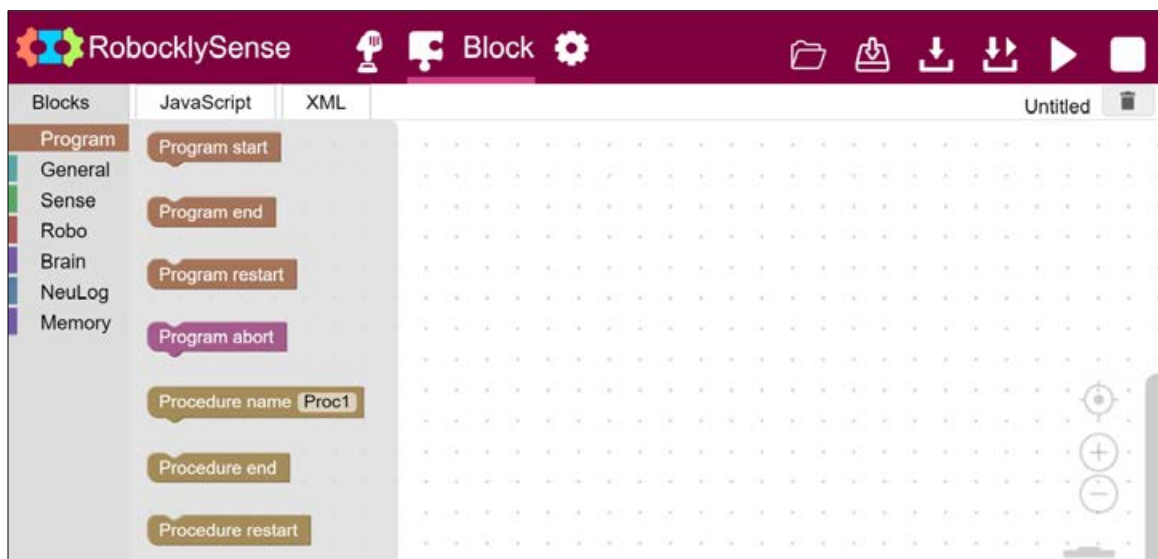 RobocklySense Block
Blocks JavaScript XML Untitled
Program
General
Sense
Robo
Brain
NeuLog
Memory
Program start
Program end
Program restart
Program abort
Procedure name Proc1
Procedure end
Procedure restart